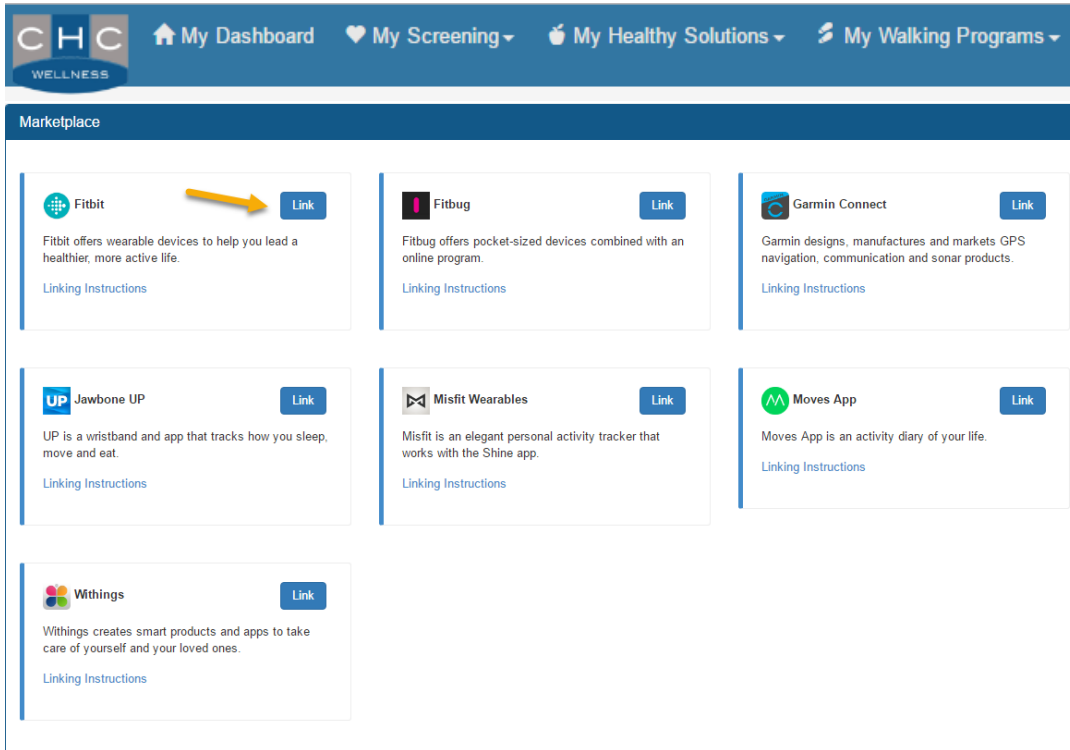 CHC
WELLNESS
My Dashboard
My Screening
My Healthy Solutions
My Walking Programs
Marketplace
Fitbit
Link
Fitbit offers wearable devices to help you lead a
healthier, more active life.
Linking Instructions
Fitbug
Link
Fitbug offers pocket-sized devices combined with an
online program.
Linking Instructions
Garmin Connect
Link
Garmin designs, manufactures and markets GPS
navigation, communication and sonar products.
Linking Instructions
UP
Jawbone UP
Link
UP is a wristband and app that tracks how you sleep,
move and eat.
Linking Instructions
Misfit Wearables
Link
Misfit is an elegant personal activity tracker that
works with the Shine app.
Linking Instructions
Moves App
Link
Moves App is an activity diary of your life.
Linking Instructions
Withings
Link
Withings creates smart products and apps to take
care of yourself and your loved ones.
Linking Instructions